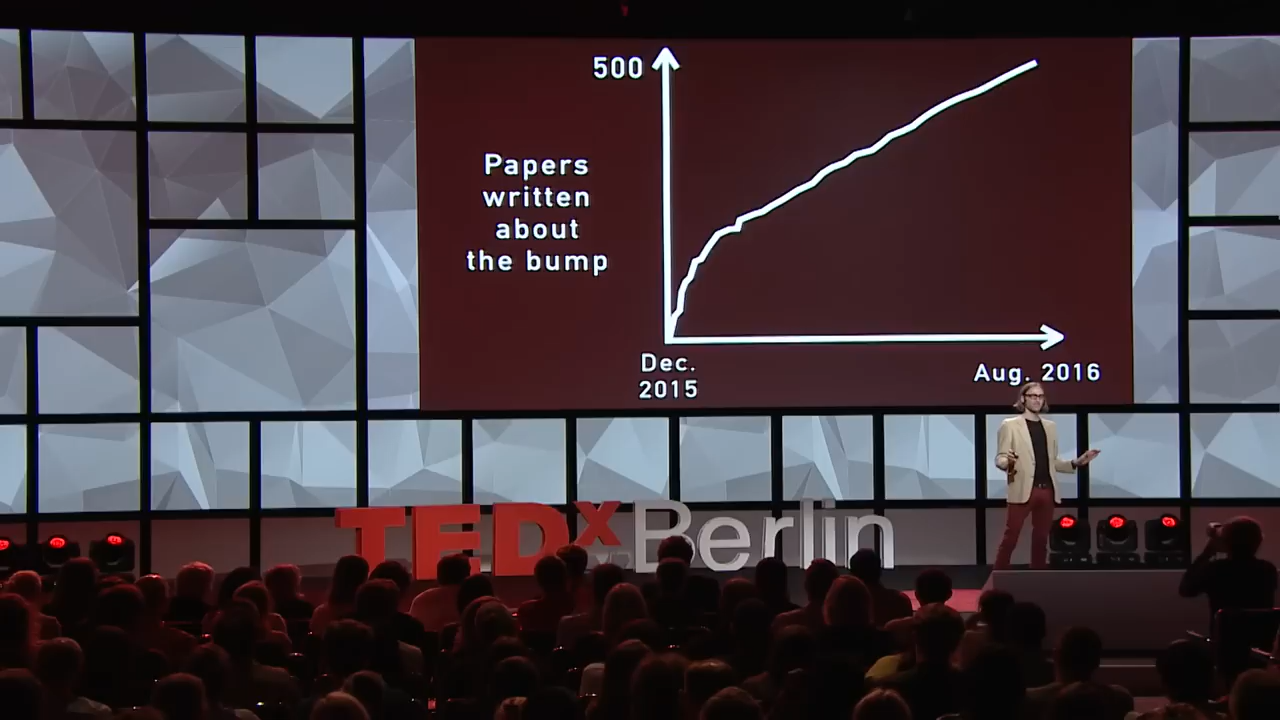 500
Papers
written
about
the bump
Dec.
2015
Aug. 2016
TEDxBerlin